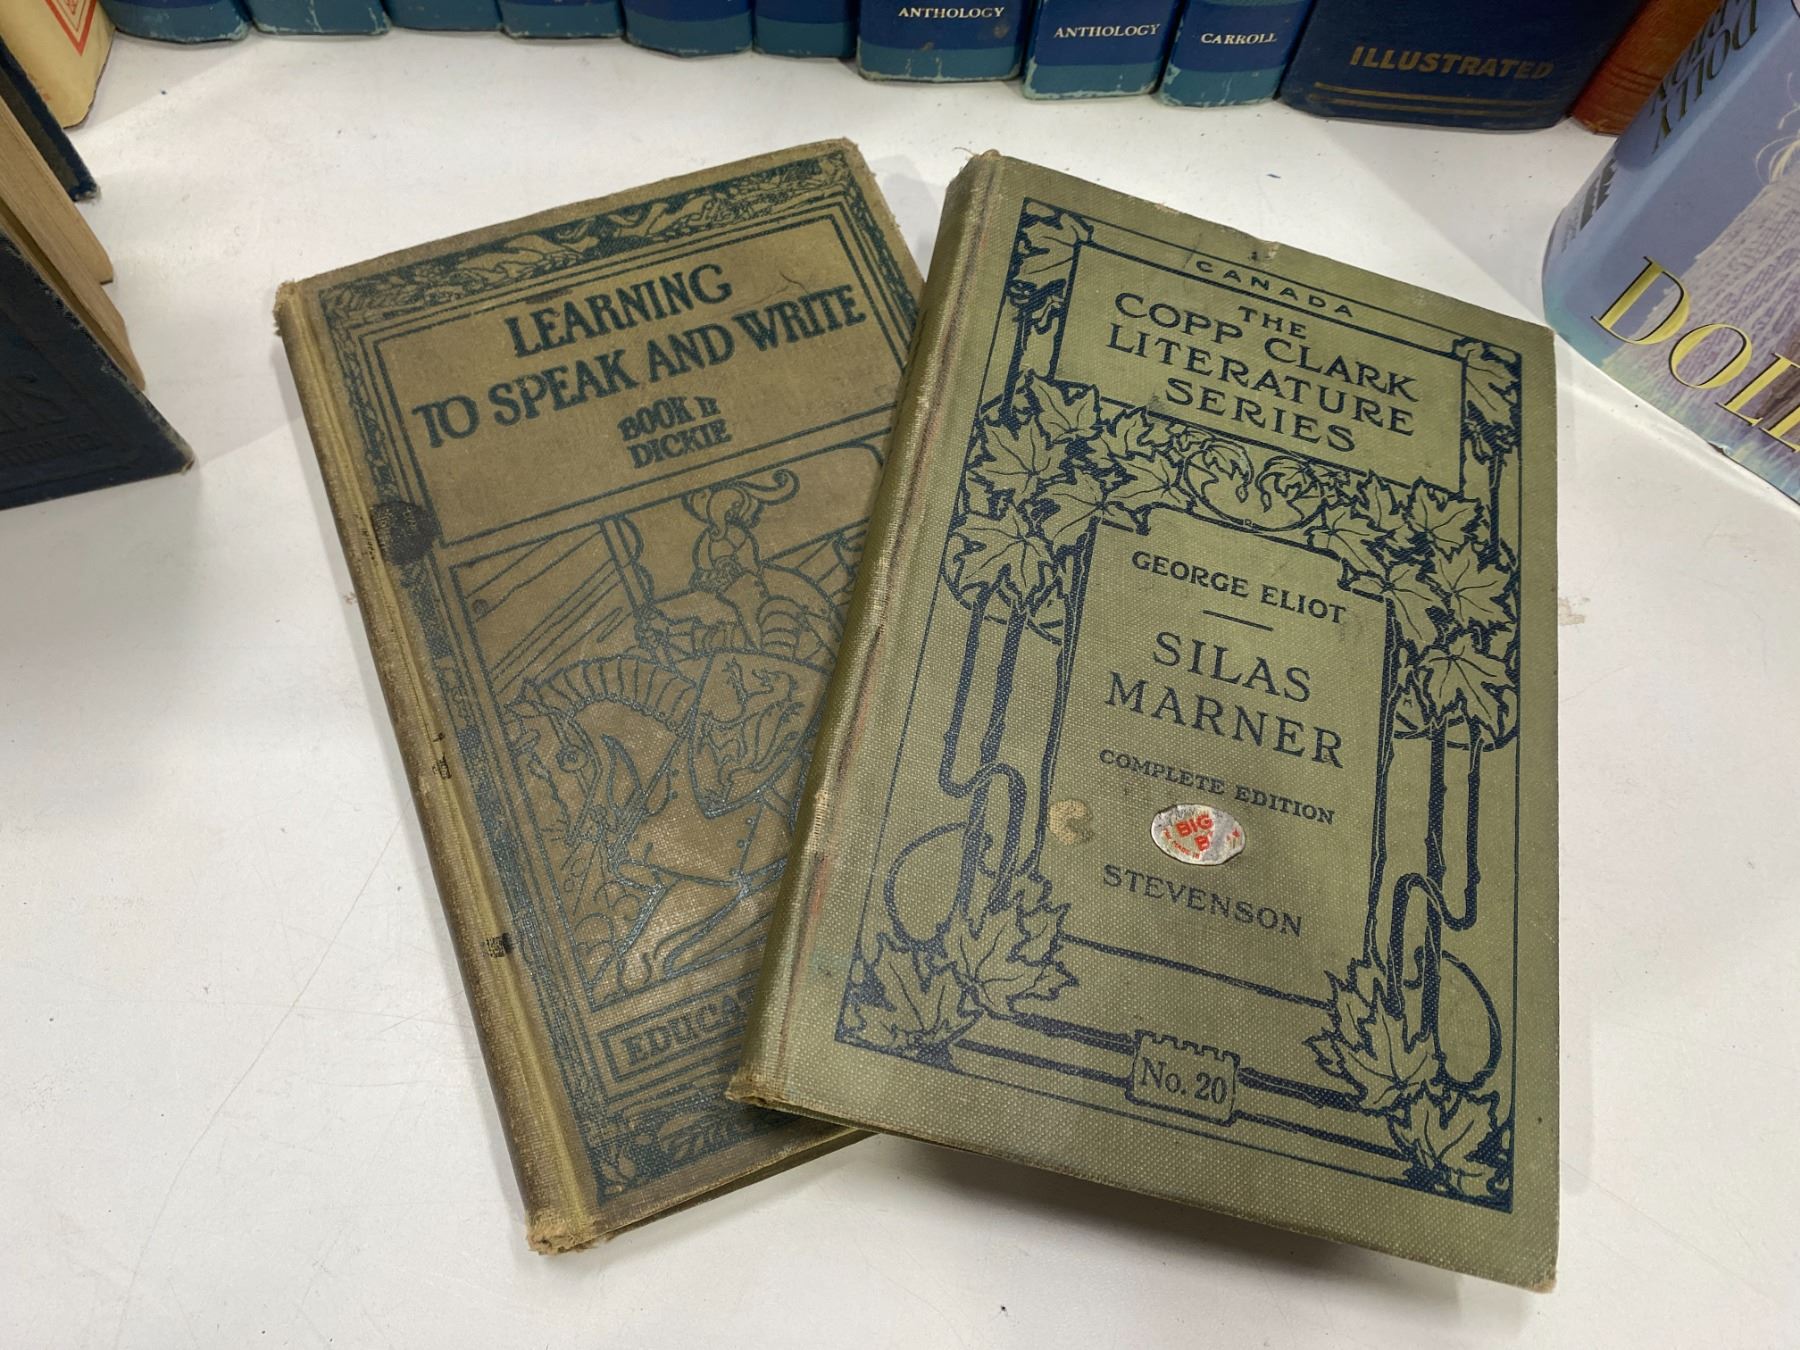 ANTHOLOGY
ANTHOLOGY
CARROLL
ILLUSTRATED
DOLLY
LEARNING
TO SPEAK AND WRITE
BOOK II
DICKIE
CANADA
THE
COPP CLARK
LITERATURE
SERIES
GEORGE ELIOT
SILAS
MARNER
COMPLETE EDITION
BIG
STEVENSON
No. 20